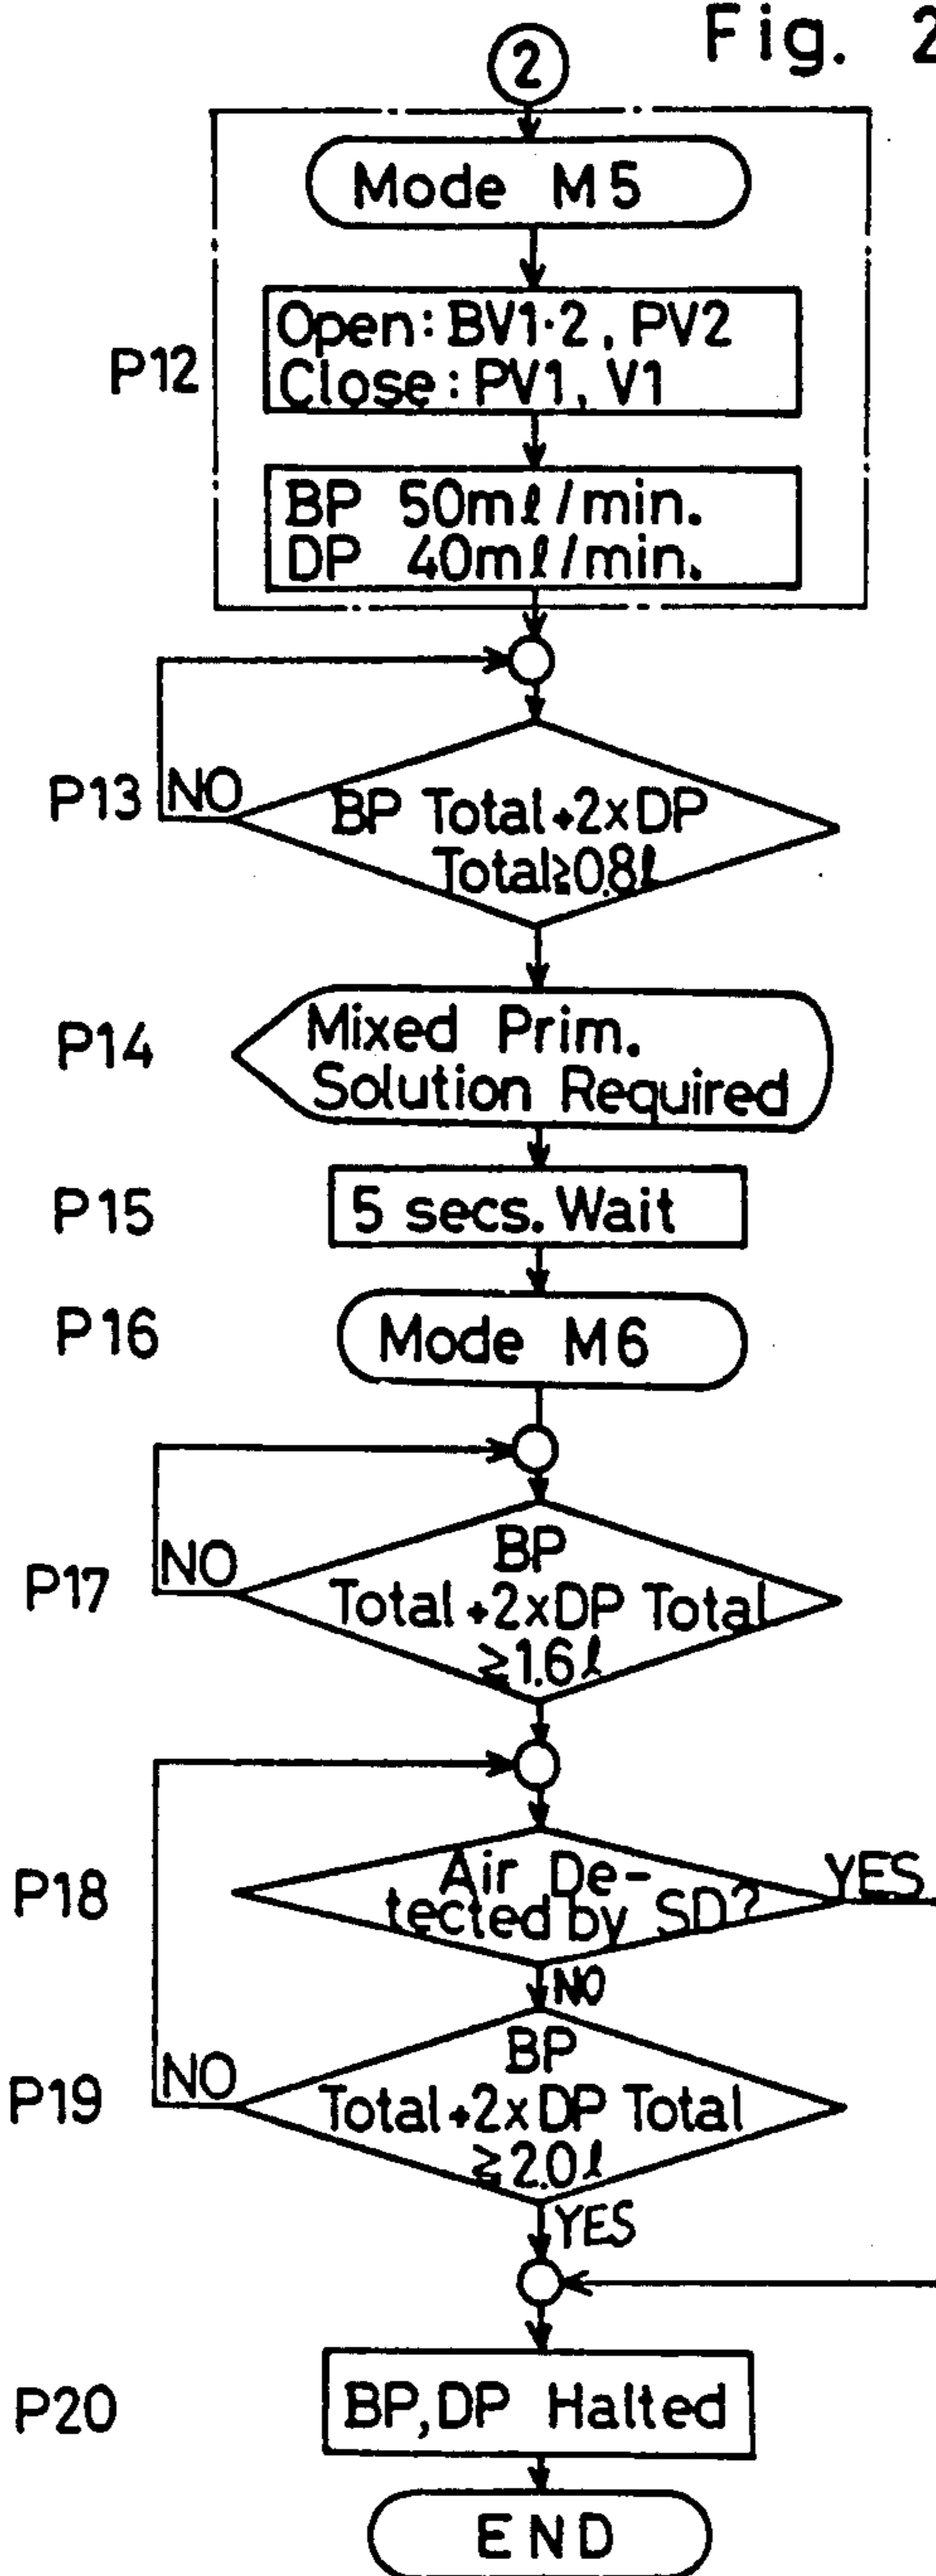 Fig. 2
2
Mode M5
P12
Open: BV1·2, PV2
Close: PV1, V1
BP 50mℓ/min.
DP 40mℓ/min.
P13
NO
BP Total+2xDP
Total≧0.8ℓ
P14
Mixed Prim.
Solution Required
P15
5 secs. Wait
P16
Mode M6
P17
NO
BP
Total+2xDP Total
≧1.6ℓ
P18
Air De-
tected by SD?
YES
NO
P19
NO
BP
Total+2xDP Total
≧2.0ℓ
YES
P20
BP, DP Halted
END